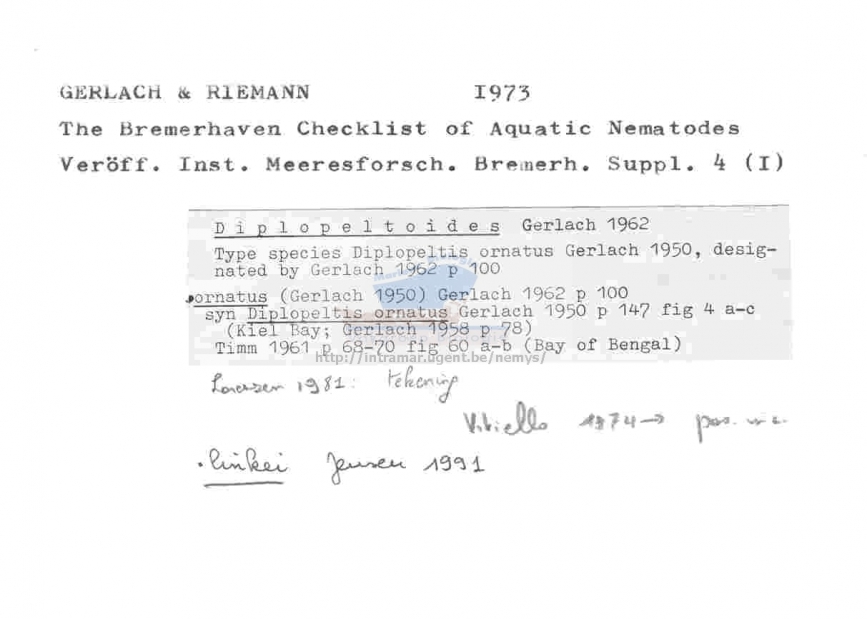 GERLACH & RIEMANN 1973
The Bremerhaven Checklist of Aquatic Nematodes
Veröff. Inst. Meeresforsch. Bremerh. Suppl. 4 (I)
Diplopeltoides Gerlach 1962
Type species Diplopeltis ornatus Gerlach 1950, desig-
nated by Gerlach 1962 p 100
ornatus (Gerlach 1950) Gerlach 1962 p 100
syn Diplopeltis ornatus Gerlach 1950 p 147 fig 4 a-c
(Kiel Bay; Gerlach 1958 p 78)
Timm 1961 p 68-70 fig 60 a-b (Bay of Bengal)
http://intramar.ugent.be/nemys/
Lorenzen 1981: tekening
Vitiello 1974 → pos.
. linkei Jensen 1991